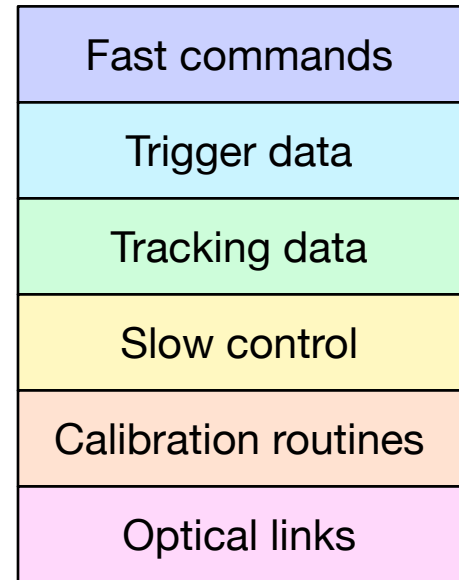 Fast commands
Trigger data
Tracking data
Slow control
Calibration routines
Optical links